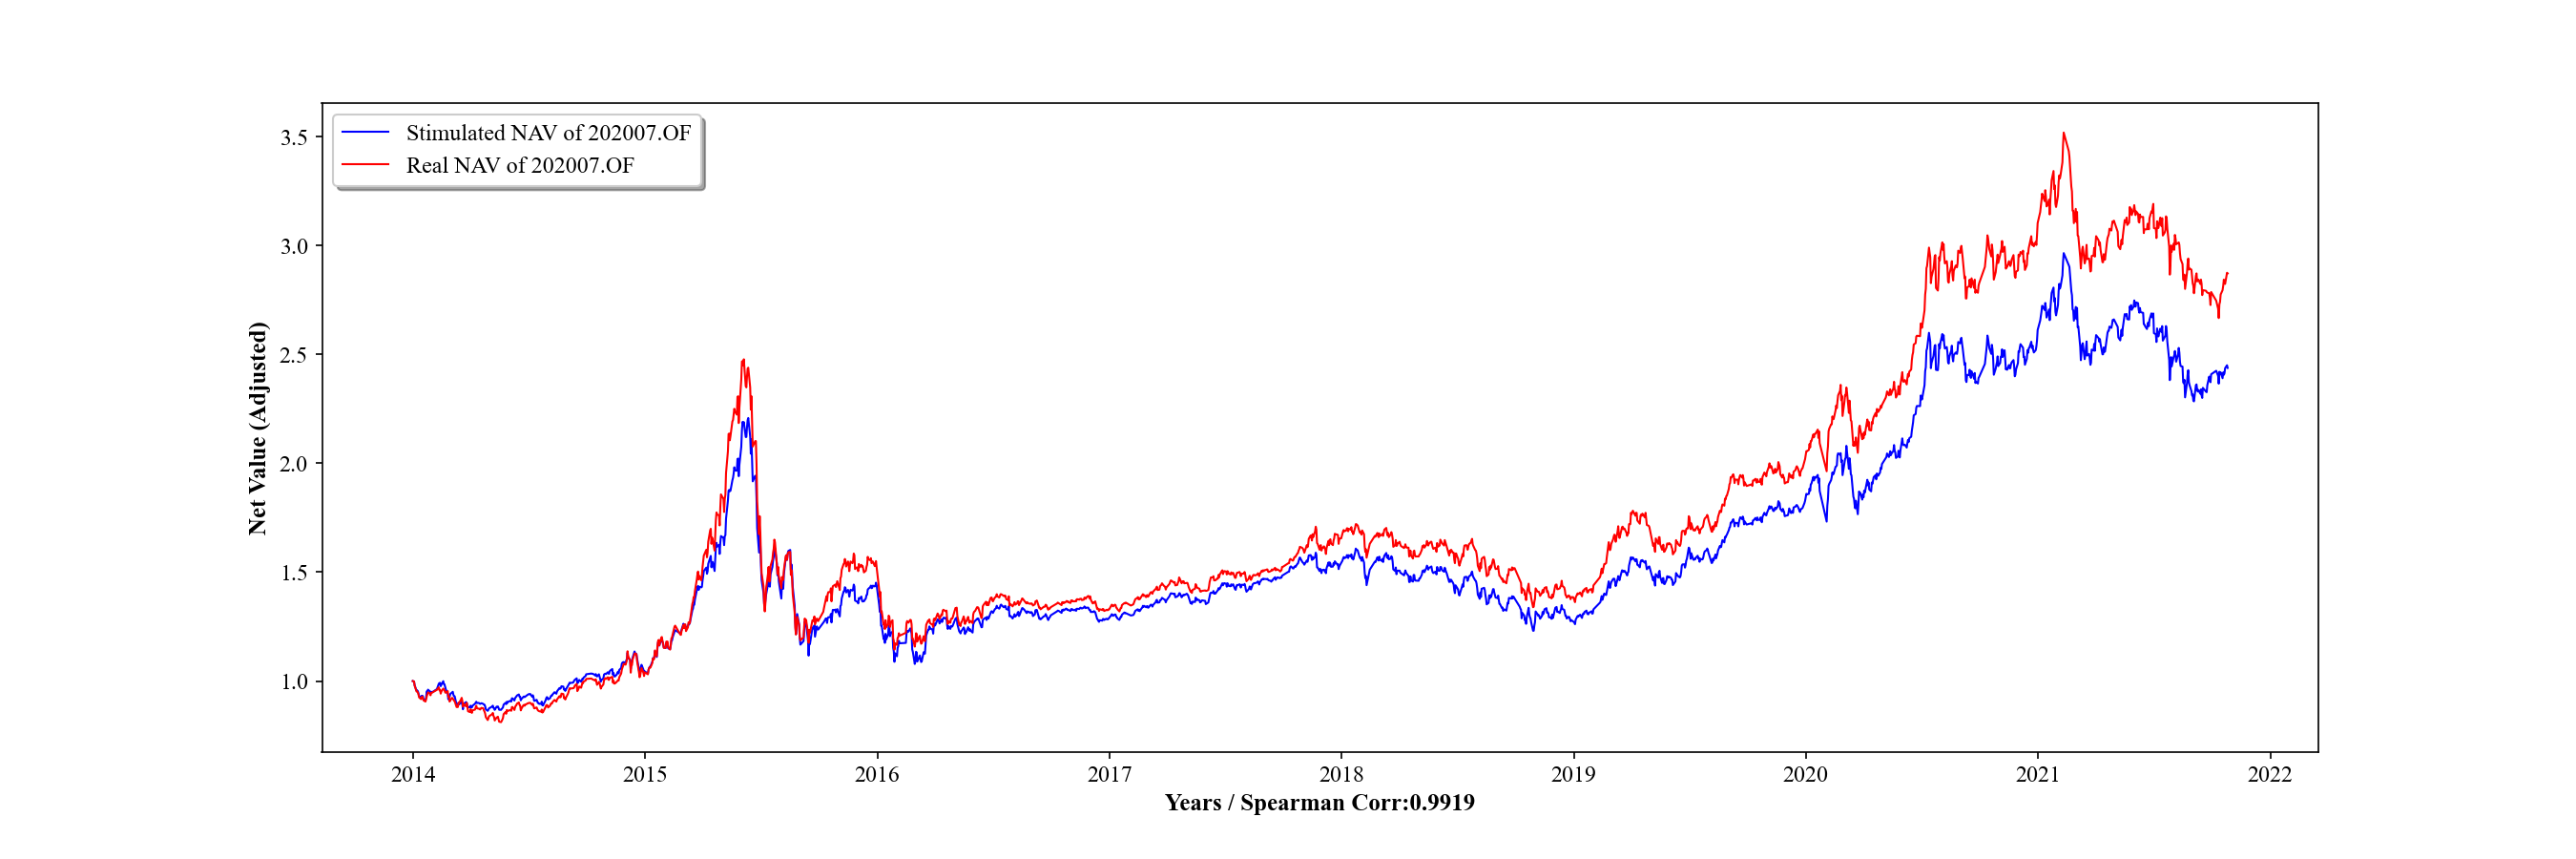 Stimulated NAV of 202007.OF
Real NAV of 202007.OF
3.5
3.0
2.5
2.0
1.5
1.0
Net Value (Adjusted)
2014 2015 2016 2017 2018 2019 2020 2021 2022
Years / Spearman Corr:0.9919